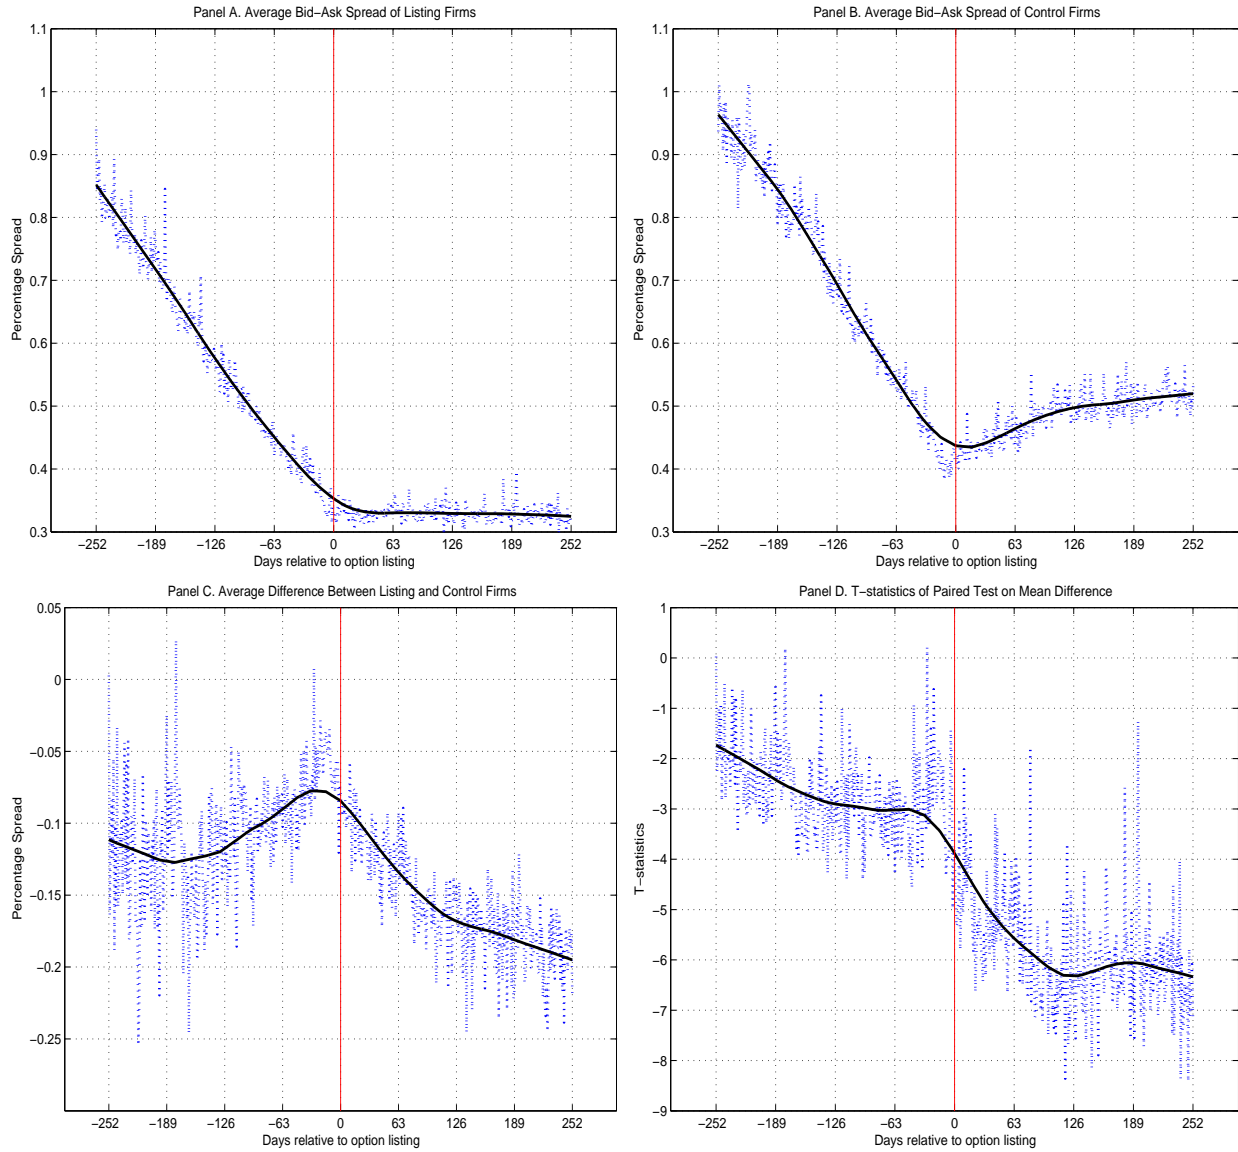 Panel A. Average Bid−Ask Spread of Listing Firms
1.1
1
0.9
0.8
0.7
0.6
0.5
0.4
0.3
Percentage Spread
−252 −189 −126 −63 0 63 126 189 252
Days relative to option listing
Panel B. Average Bid−Ask Spread of Control Firms
1.1
1
0.9
0.8
0.7
0.6
0.5
0.4
0.3
Percentage Spread
−252 −189 −126 −63 0 63 126 189 252
Days relative to option listing
Panel C. Average Difference Between Listing and Control Firms
0.05
0
−0.05
−0.1
−0.15
−0.2
−0.25
Percentage Spread
−252 −189 −126 −63 0 63 126 189 252
Days relative to option listing
Panel D. T−statistics of Paired Test on Mean Difference
1
0
−1
−2
−3
−4
−5
−6
−7
−8
−9
T−statistics
−252 −189 −126 −63 0 63 126 189 252
Days relative to option listing